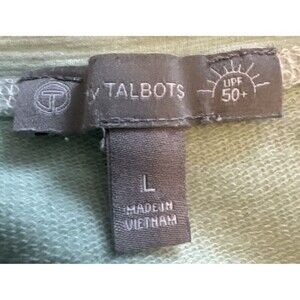 TALBOTS
UPF
50+
L
MADE IN
VIETNAM